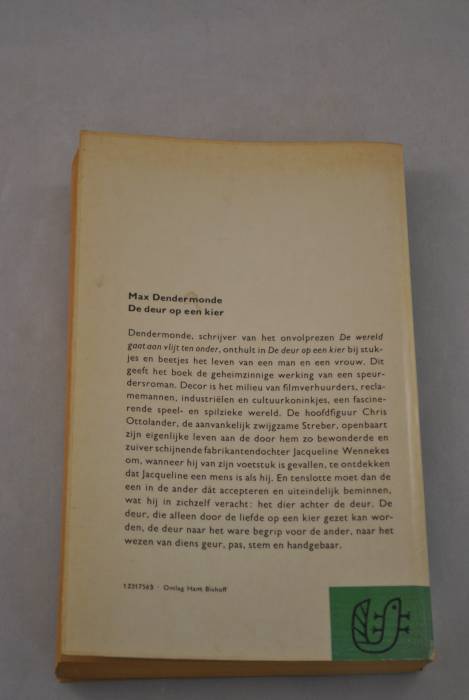 Max Dendermonde
De deur op een kier
Dendermonde, schrijver van het onvolprezen De wereld
gaat aan vlijt ten onder, onthult in De deur op een kier bij stuk-
jes en beetjes het leven van een man en een vrouw. Dit
geeft het boek de geheimzinnige werking van een speur-
dersroman. Decor is het milieu van filmverhuurders, recla-
memannen, industriëlen en cultuurkoninkjes, een fascine-
rende speel- en spilzieke wereld. De hoofdfiguur Chris
Ottolander, de aanvankelijk zwijgzame Streber, openbaart
zijn eigenlijke leven aan de door hem zo bewonderde en
zuiver schijnende fabrikantendochter Jacqueline Wennekes
om, wanneer hij van zijn voetstuk is gevallen, te ontdekken
dat Jacqueline een mens is als hij. En tenslotte moet dan de
een in de ander dát accepteren en uiteindelijk beminnen,
wat hij in zichzelf veracht: het dier achter de deur. De
deur, die alleen door de liefde op een kier gezet kan wor-
den, de deur naar het ware begrip voor de ander, naar het
wezen van diens geur, pas, stem en handgebaar.
Omslag Harm Bishoff